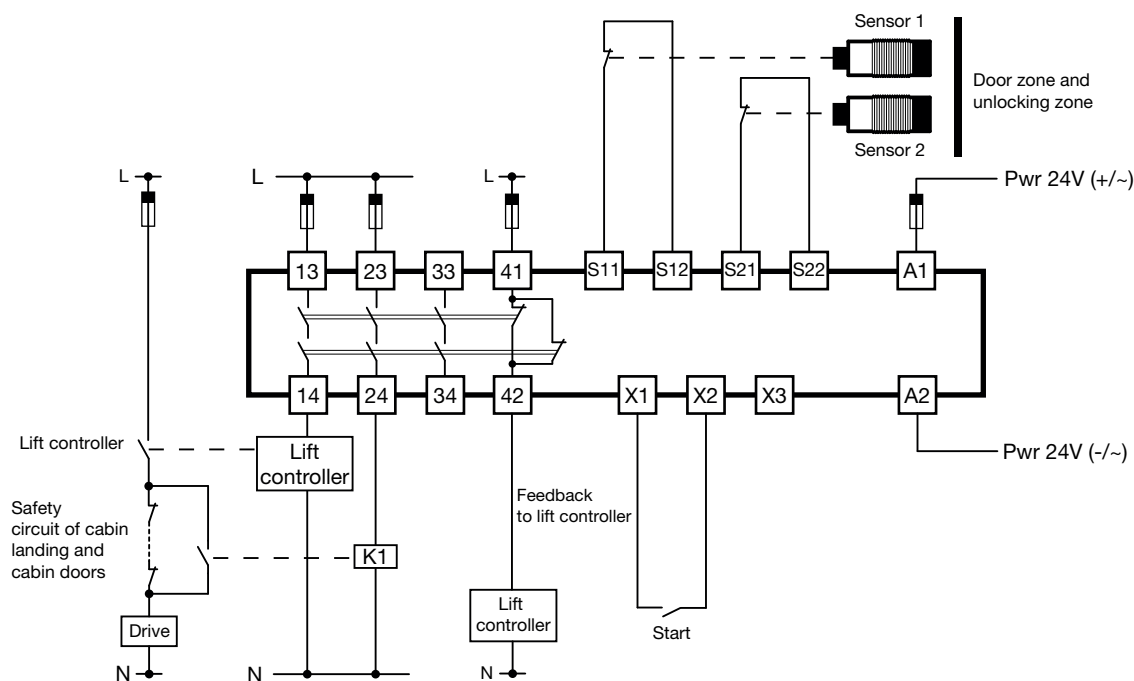 Sensor 1
Door zone and
unlocking zone
Sensor 2
L
L
L
Pwr 24V (+/~)
13
23
33
41
S11
S12
S21
S22
A1
14
24
34
42
X1
X2
X3
A2
Lift controller
Lift
controller
Pwr 24V (-/~)
Safety
circuit of cabin
landing and
cabin doors
Feedback
to lift controller
K1
Drive
Lift
controller
Start
N
N
N